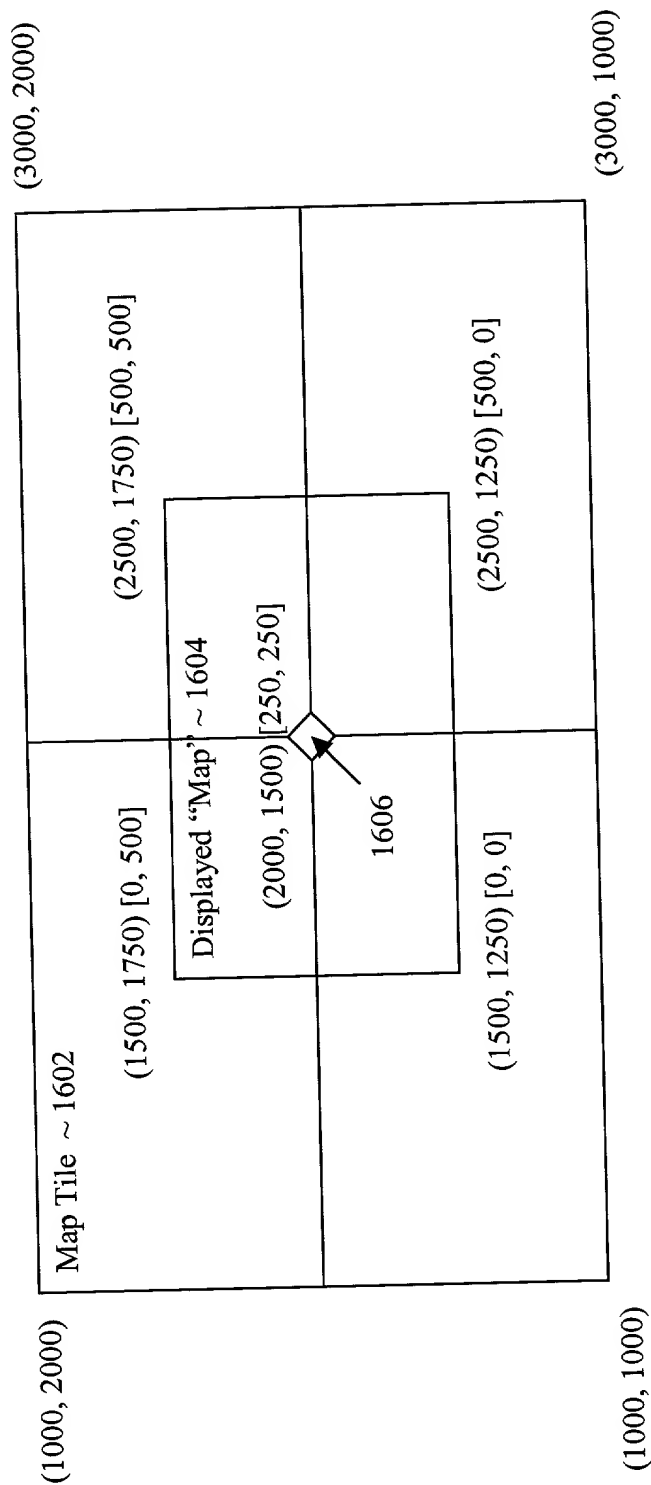 (1000, 2000)
(3000, 2000)
Map Tile ~ 1602
(1500, 1750) [0, 500]
(2500, 1750) [500, 500]
Displayed “Map” ~ 1604
(2000, 1500) [250, 250]
1606
(1500, 1250) [0, 0]
(2500, 1250) [500, 0]
(1000, 1000)
(3000, 1000)